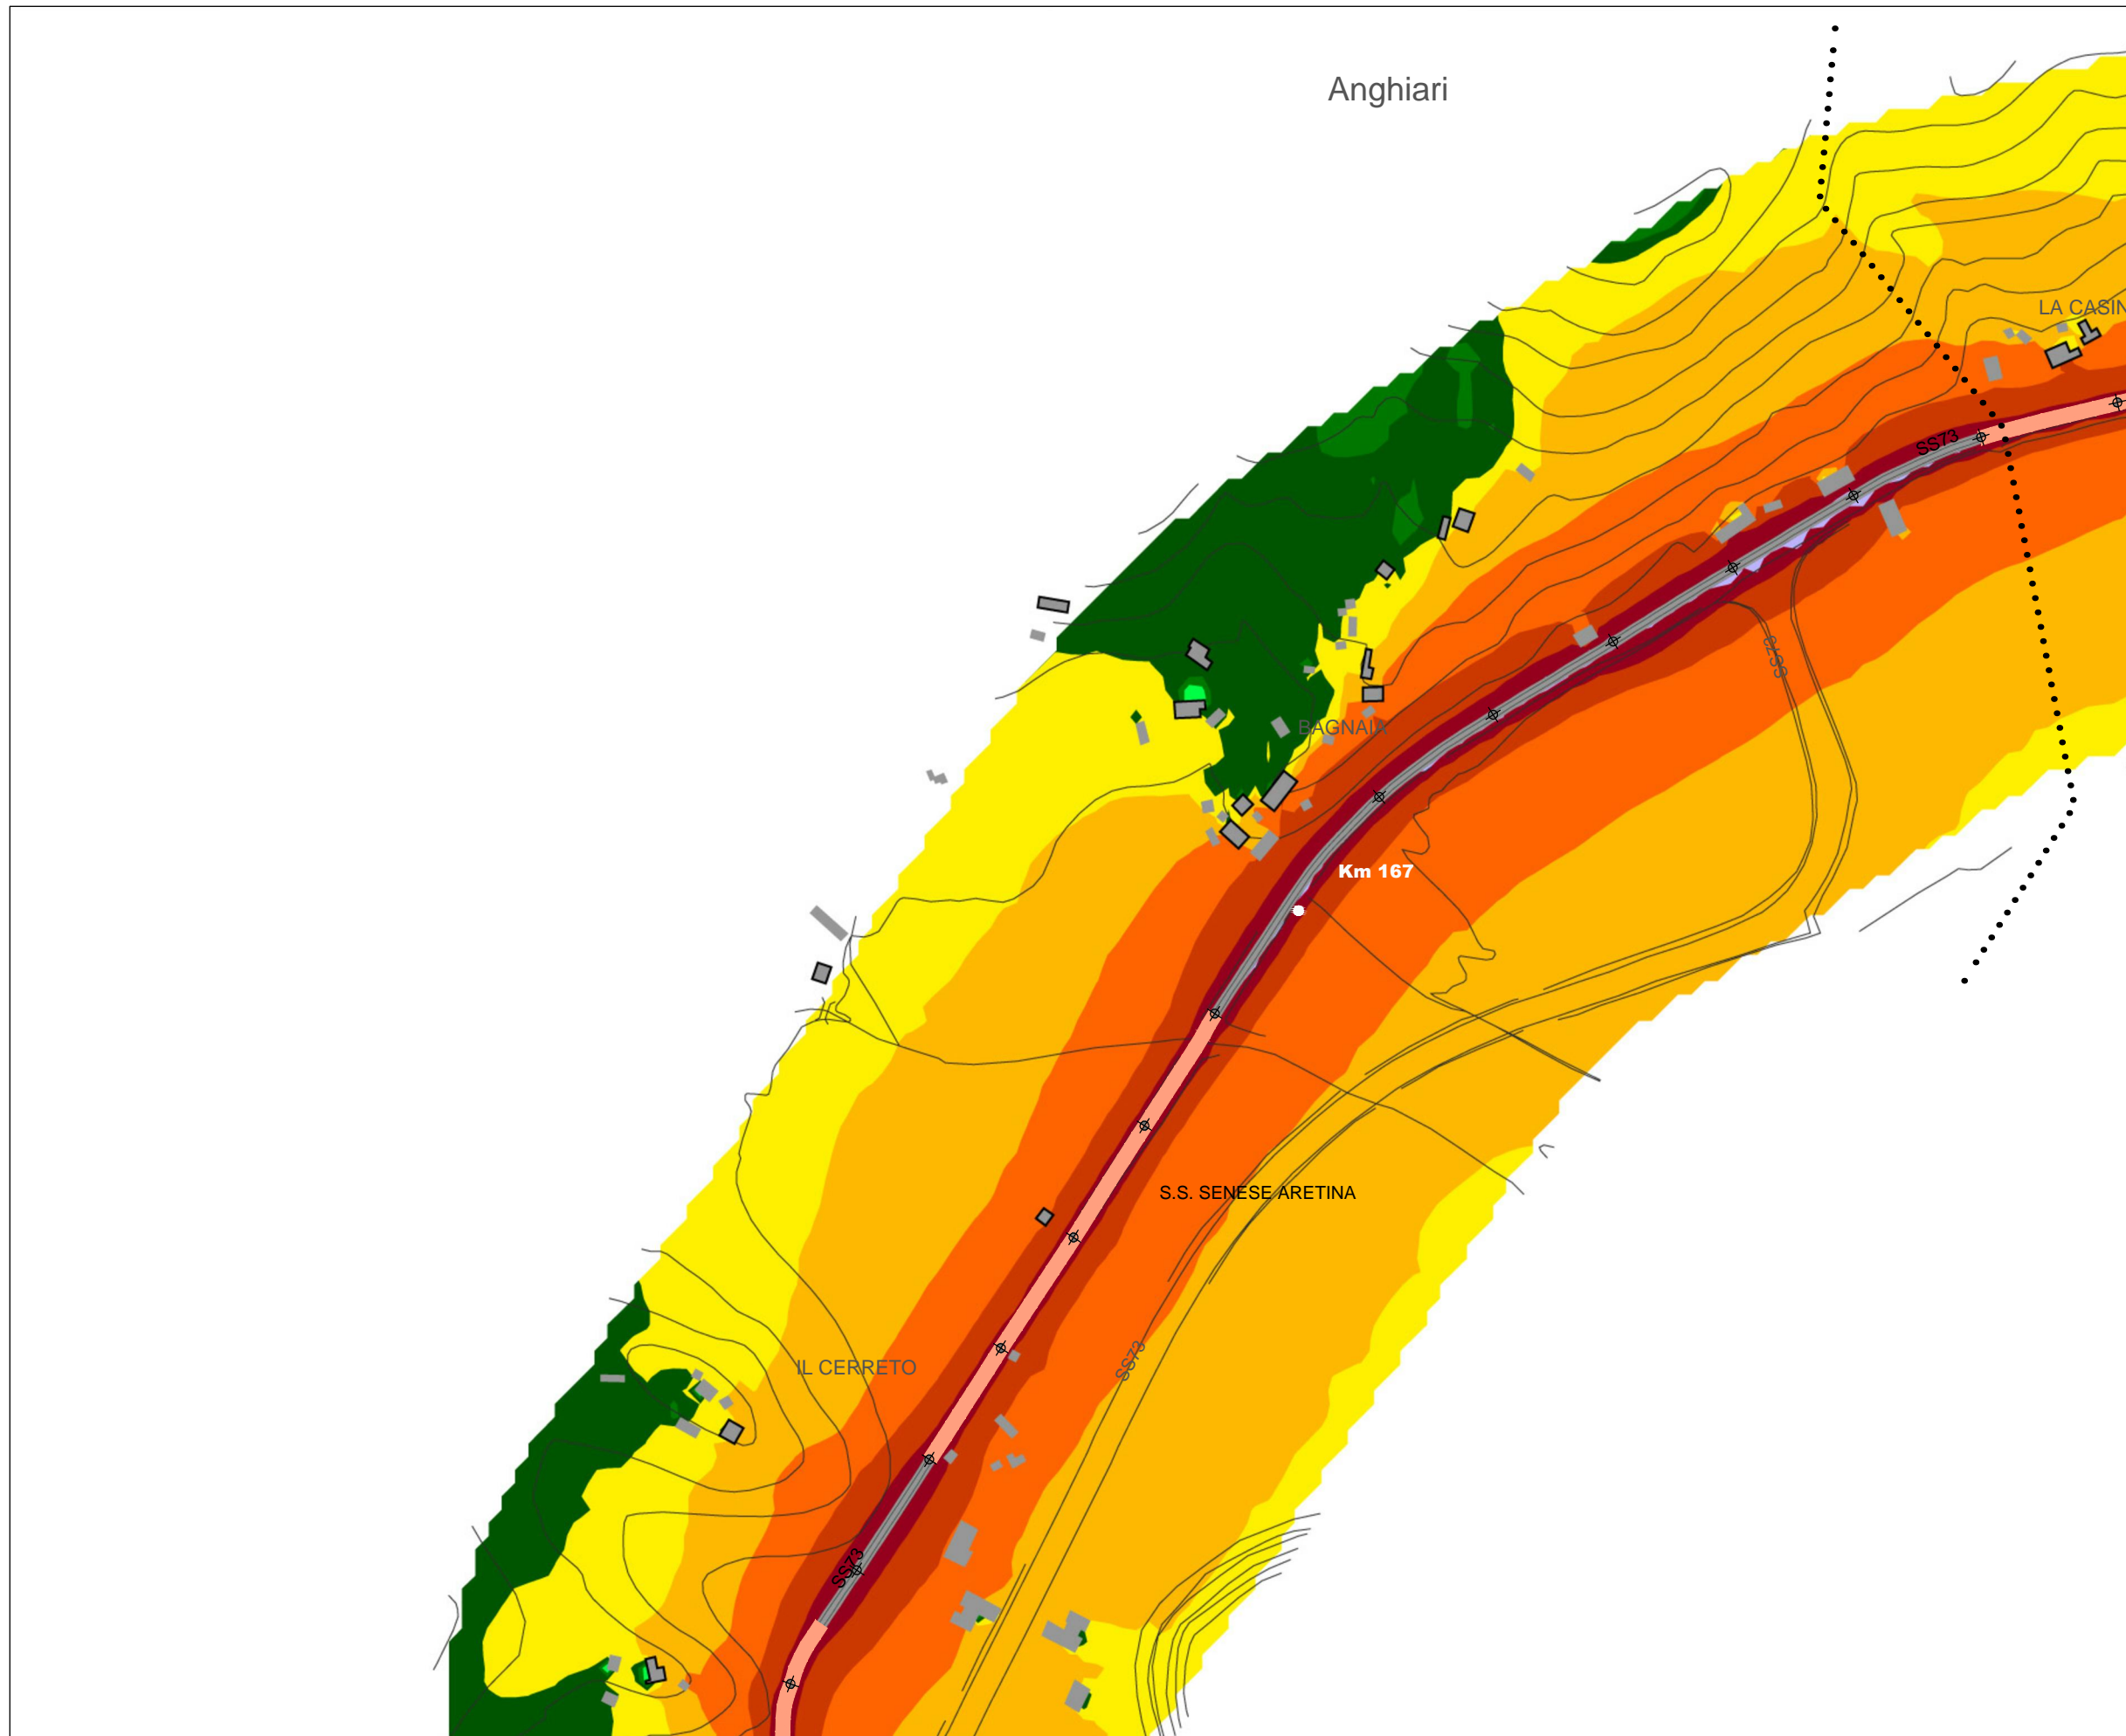 Anghiari
LA CASIN
SS73
SS73
BAGNAIA
Km 167
S.S. SENESE ARETINA
SS73
IL CERRETO
SS73